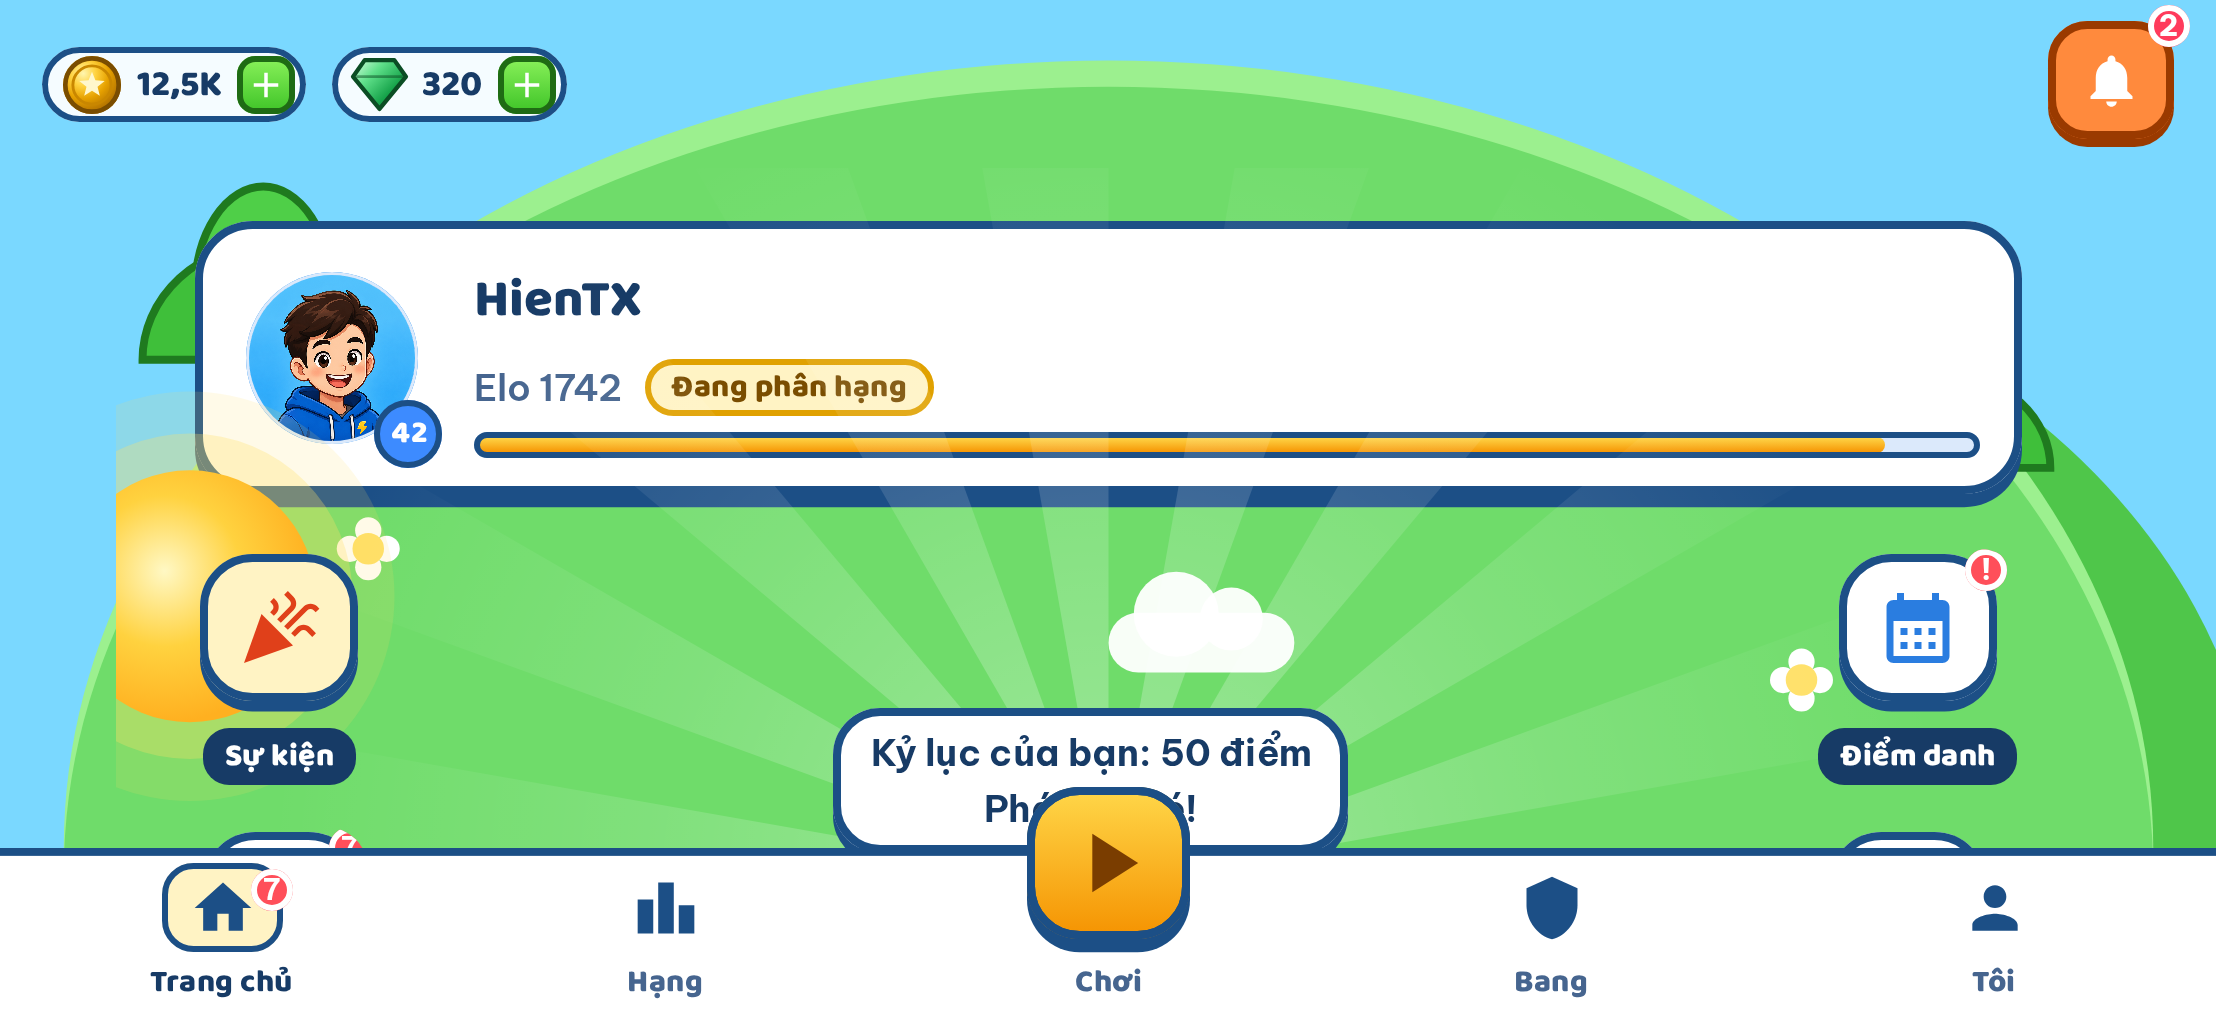 12,5K
320
2
HienTX
Elo 1742
Đang phân hạng
42
!
Sự kiện
Điểm danh
Kỷ lục của bạn: 50 điểm
7
7
Trang chủ
Hạng
Chơi
Bang
Tôi